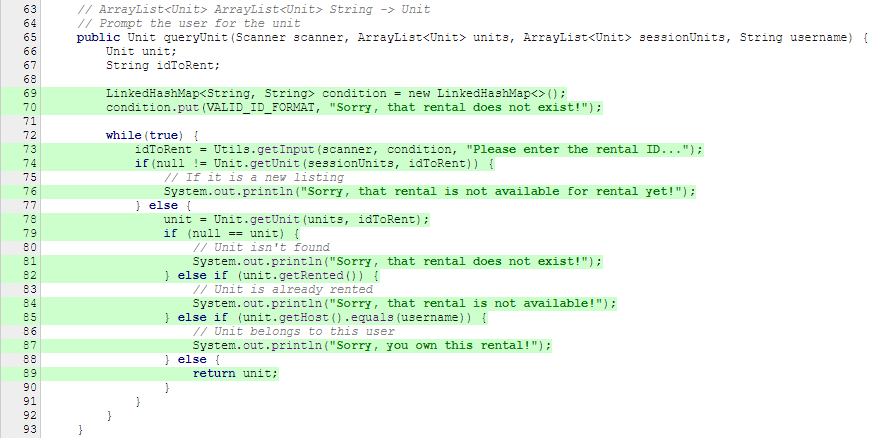 63 // ArrayList<Unit> ArrayList<Unit> String -> Unit
64 // Prompt the user for the unit
65 public Unit queryUnit(Scanner scanner, ArrayList<Unit> units, ArrayList<Unit> sessionUnits, String username) {
66 Unit unit;
67 String idToRent;
68
69 LinkedHashMap<String, String> condition = new LinkedHashMap<>();
70 condition.put(VALID_ID_FORMAT, "Sorry, that rental does not exist!");
71
72 while(true) {
73 idToRent = Utils.getInput(scanner, condition, "Please enter the rental ID...");
74 if(null != Unit.getUnit(sessionUnits, idToRent)) {
75 // If it is a new listing
76 System.out.println("Sorry, that rental is not available for rental yet!");
77 } else {
78 unit = Unit.getUnit(units, idToRent);
79 if (null == unit) {
80 // Unit isn't found
81 System.out.println("Sorry, that rental does not exist!");
82 } else if (unit.getRented()) {
83 // Unit is already rented
84 System.out.println("Sorry, that rental is not available!");
85 } else if (unit.getHost().equals(username)) {
86 // Unit belongs to this user
87 System.out.println("Sorry, you own this rental!");
88 } else {
89 return unit;
90 }
91 }
92 }
93 }